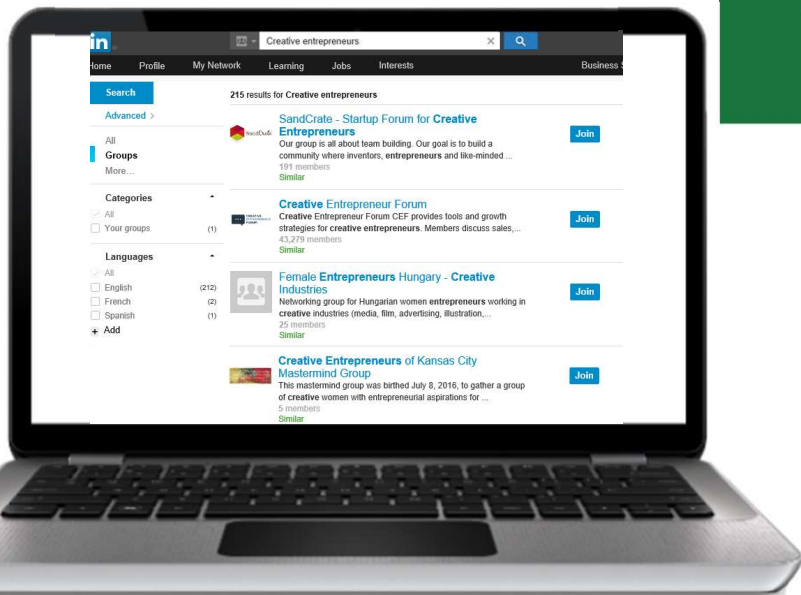 in
Creative entrepreneurs ×
Home Profile My Network Learning Jobs Interests Business
Search
Advanced >
All
Groups
More...
Categories
All
Your groups (1)
Languages
All
English (212)
French (2)
Spanish (1)
+ Add
215 results for Creative entrepreneurs
SandCrate - Startup Forum for Creative
Entrepreneurs
Our group is all about team building. Our goal is to build a
community where inventors, entrepreneurs and like-minded ...
191 members
Similar
Join
Creative Entrepreneur Forum
Creative Entrepreneur Forum CEF provides tools and growth
strategies for creative entrepreneurs. Members discuss sales,...
43,279 members
Similar
Join
CREATIVE
ENTREPRENEUR
FORUM
Female Entrepreneurs Hungary - Creative
Industries
Networking group for Hungarian women entrepreneurs working in
creative industries (media, film, advertising, illustration,...
25 members
Similar
Join
Creative Entrepreneurs of Kansas City
Mastermind Group
This mastermind group was birthed July 8, 2016, to gather a group
of creative women with entrepreneurial aspirations for ...
5 members
Similar
Join